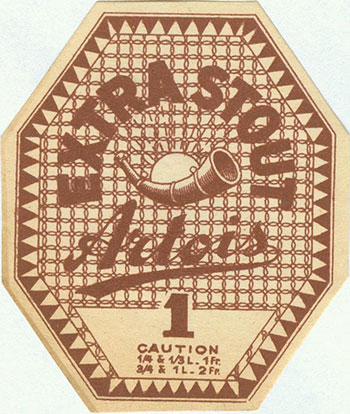 EXTRA STOUT
Artois
1
CAUTION
1/4 & 1/3 L. 1 Fr.
3/4 & 1 L. 2 Fr.